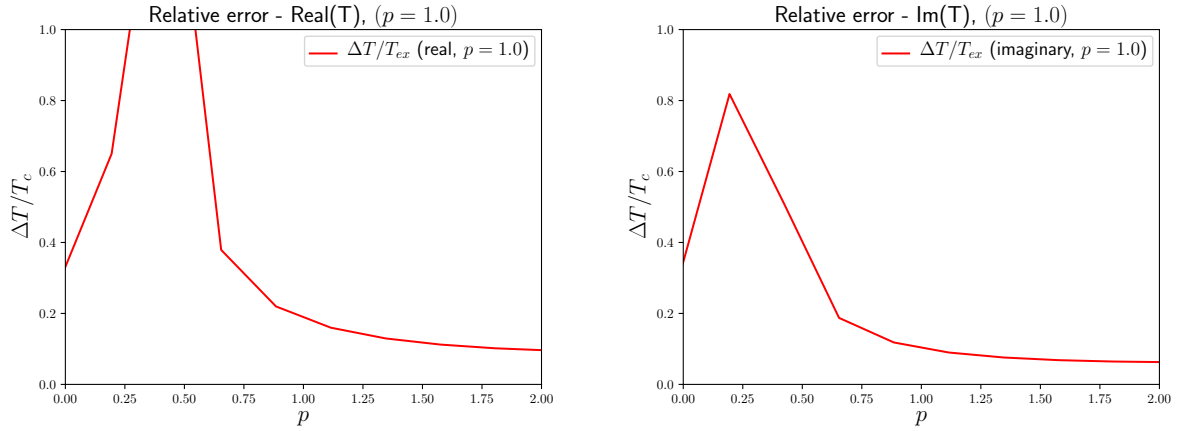 Relative error - Real(T), (p = 1.0)
ΔT/T_{ex} (real, p = 1.0)
ΔT/T_c
1.0
0.8
0.6
0.4
0.2
0.0
0.00 0.25 0.50 0.75 1.00 1.25 1.50 1.75 2.00
p
Relative error - Im(T), (p = 1.0)
ΔT/T_{ex} (imaginary, p = 1.0)
ΔT/T_c
1.0
0.8
0.6
0.4
0.2
0.0
0.00 0.25 0.50 0.75 1.00 1.25 1.50 1.75 2.00
p